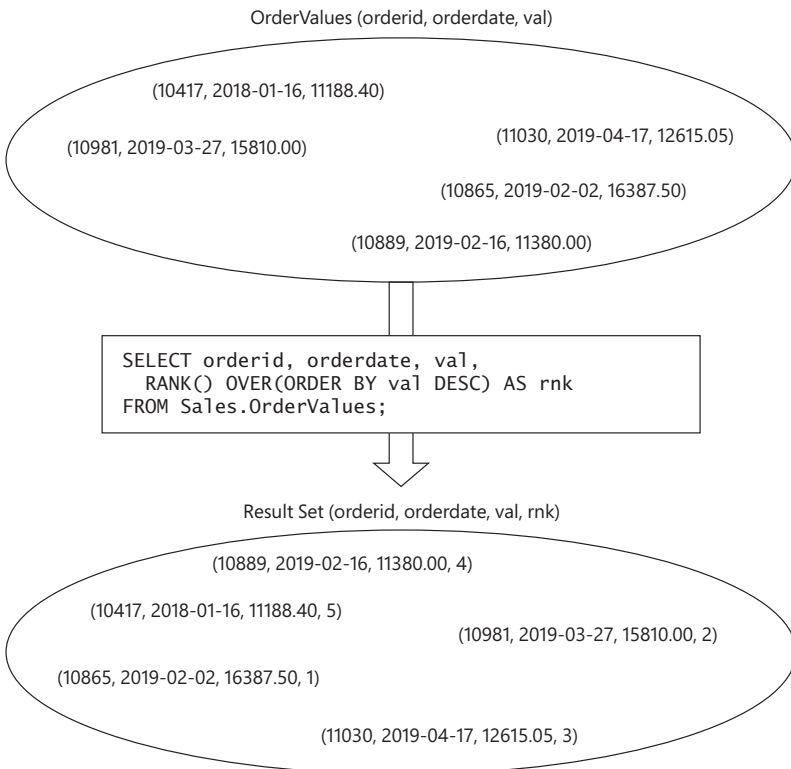 OrderValues (orderid, orderdate, val)
(10417, 2018-01-16, 11188.40)
(11030, 2019-04-17, 12615.05)
(10981, 2019-03-27, 15810.00)
(10865, 2019-02-02, 16387.50)
(10889, 2019-02-16, 11380.00)
SELECT orderid, orderdate, val,
  RANK() OVER(ORDER BY val DESC) AS rnk
FROM Sales.OrderValues;
Result Set (orderid, orderdate, val, rnk)
(10889, 2019-02-16, 11380.00, 4)
(10417, 2018-01-16, 11188.40, 5)
(10981, 2019-03-27, 15810.00, 2)
(10865, 2019-02-02, 16387.50, 1)
(11030, 2019-04-17, 12615.05, 3)